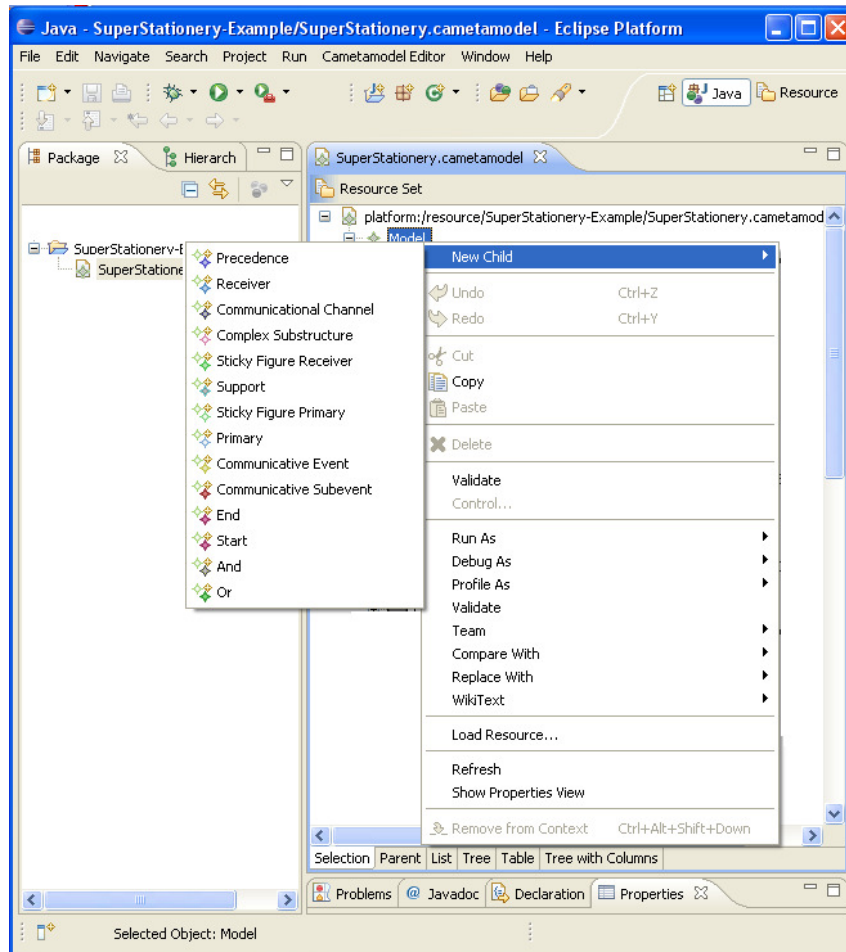 Java - SuperStationery-Example/SuperStationery.cametamodel - Eclipse Platform
File Edit Navigate Search Project Run Cametamodel Editor Window Help
Java Resource
Package Hierarch
SuperStationery.cametamodel
Resource Set
platform:/resource/SuperStationery-Example/SuperStationery.cametamod
Model
SuperStationery-E
SuperStatione
Precedence
Receiver
Communicational Channel
Complex Substructure
Sticky Figure Receiver
Support
Sticky Figure Primary
Primary
Communicative Event
Communicative Subevent
End
Start
And
Or
New Child
Undo Ctrl+Z
Redo Ctrl+Y
Cut
Copy
Paste
Delete
Validate
Control...
Run As
Debug As
Profile As
Validate
Team
Compare With
Replace With
WikiText
Load Resource...
Refresh
Show Properties View
Remove from Context Ctrl+Alt+Shift+Down
Selection Parent List Tree Table Tree with Columns
Problems @ Javadoc Declaration Properties
Selected Object: Model